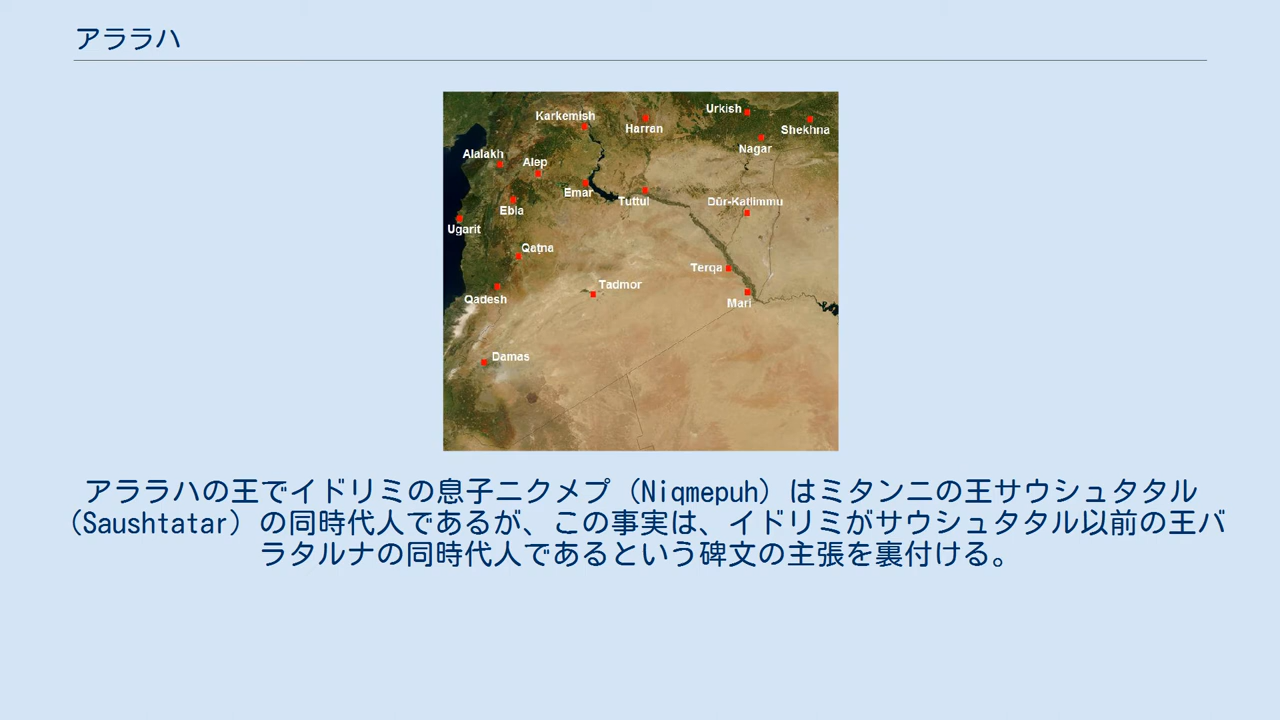 アララハ
Karkemish
Harran
Urkish
Shekhna
Nagar
Alalakh
Alep
Emar
Tuttul
Dūr-Katlimmu
Ebla
Ugarit
Qatna
Terqa
Tadmor
Qadesh
Mari
Damas
アララハの王でイドリミの息子ニクメプ（Niqmepuh）はミタンニの王サウシュタタル
（Saushtatar）の同時代人であるが、この事実は、イドリミがサウシュタタル以前の王バ
ラタルナの同時代人であるという碑文の主張を裏付ける。